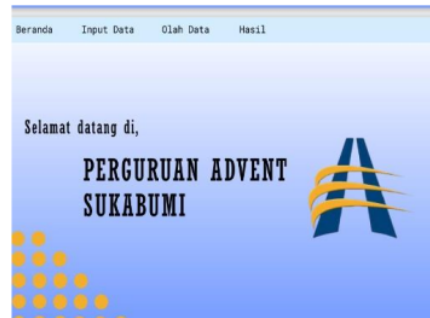 Beranda Input Data Olah Data Hasil
Selamat datang di,
PERGURUAN ADVENT
SUKABUMI